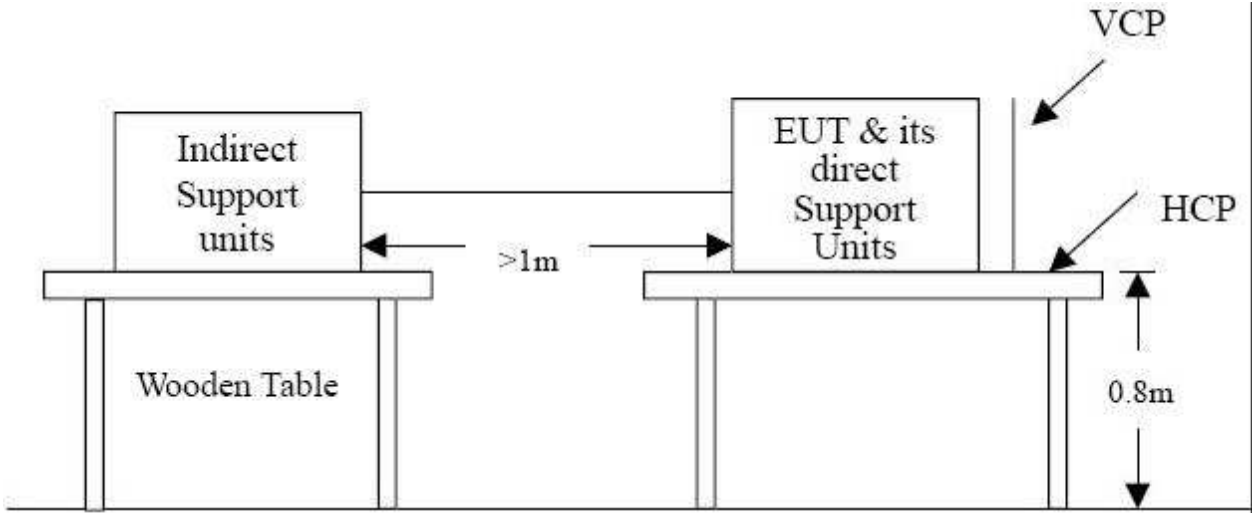 VCP
Indirect
Support
units
EUT & its
direct
Support
Units
HCP
>1m
Wooden Table
0.8m